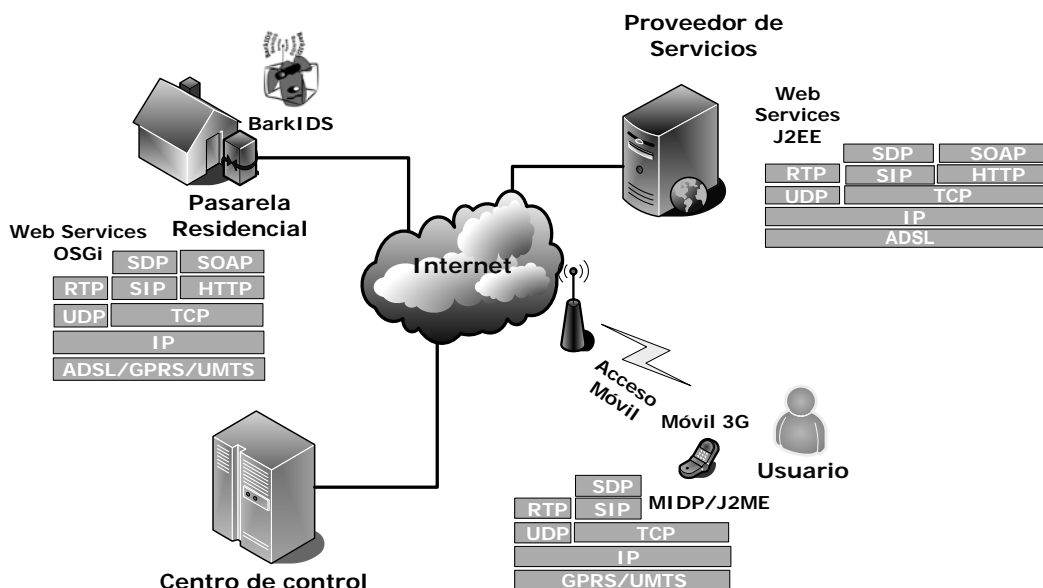 Proveedor de
Servicios
BarkIDS
BarkIDS
BarkIDS
Web
Services
J2EE
SDP SOAP
RTP SIP HTTP
UDP TCP
IP
ADSL
Pasarela
Residencial
Web Services
OSGi
SDP SOAP
RTP SIP HTTP
UDP TCP
IP
ADSL/GPRS/UMTS
Internet
Acceso
Móvil
Móvil 3G
Usuario
MIDP/J2ME
SDP
RTP SIP
UDP TCP
IP
GPRS/UMTS
Centro de control